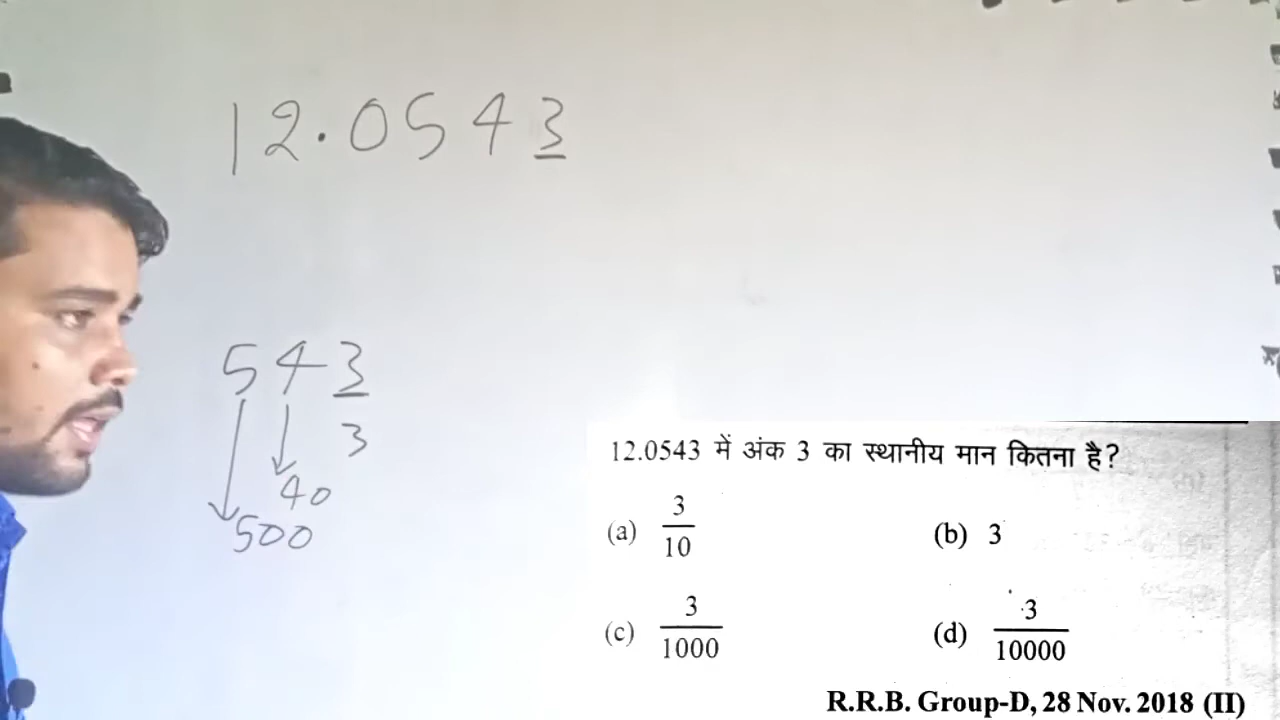 12.0543
543
3
40
500
12.0543 में अंक 3 का स्थानीय मान कितना है?
(a) 3/10 (b) 3
(c) 3/1000 (d) 3/10000
R.R.B. Group-D, 28 Nov. 2018 (II)